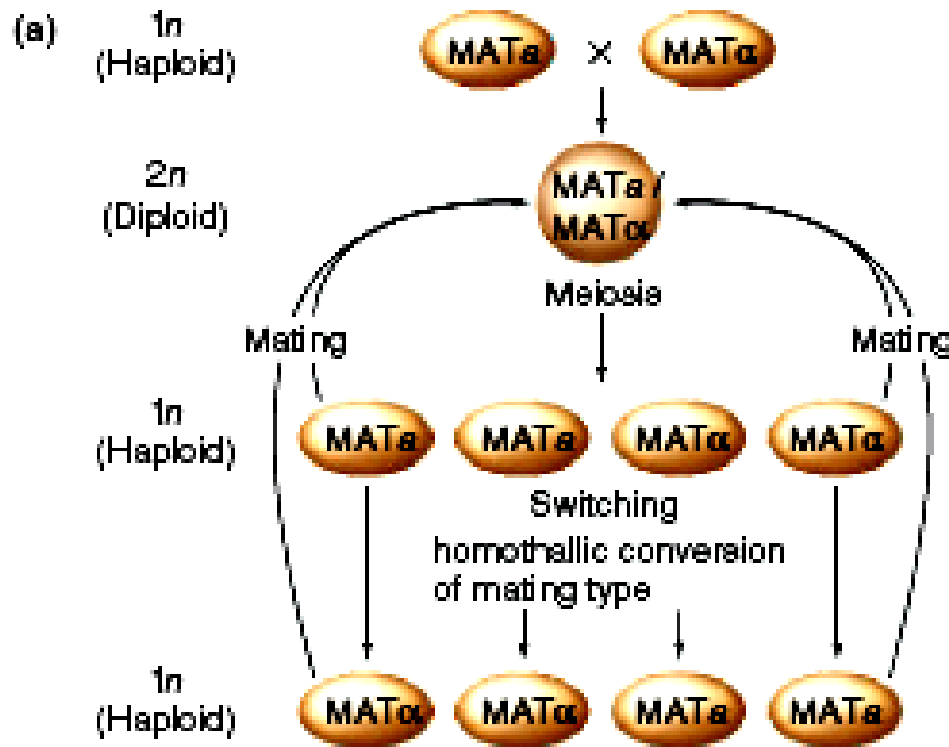 (a) 1n
(Haploid)
MATa × MATα
2n
(Diploid)
MATa /
MATα
Meiosis
Mating Mating
1n
(Haploid)
MATa MATa MATα MATα
Switching
homothallic conversion
of mating type
1n
(Haploid)
MATα MATα MATa MATa